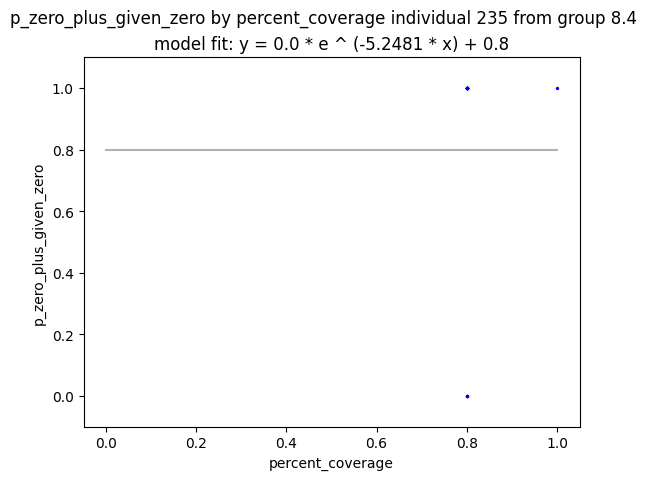 p_zero_plus_given_zero by percent_coverage individual 235 from group 8.4
model fit: y = 0.0 * e ^ (-5.2481 * x) + 0.8
1.0
0.8
0.6
0.4
0.2
0.0
p_zero_plus_given_zero
0.0 0.2 0.4 0.6 0.8 1.0
percent_coverage